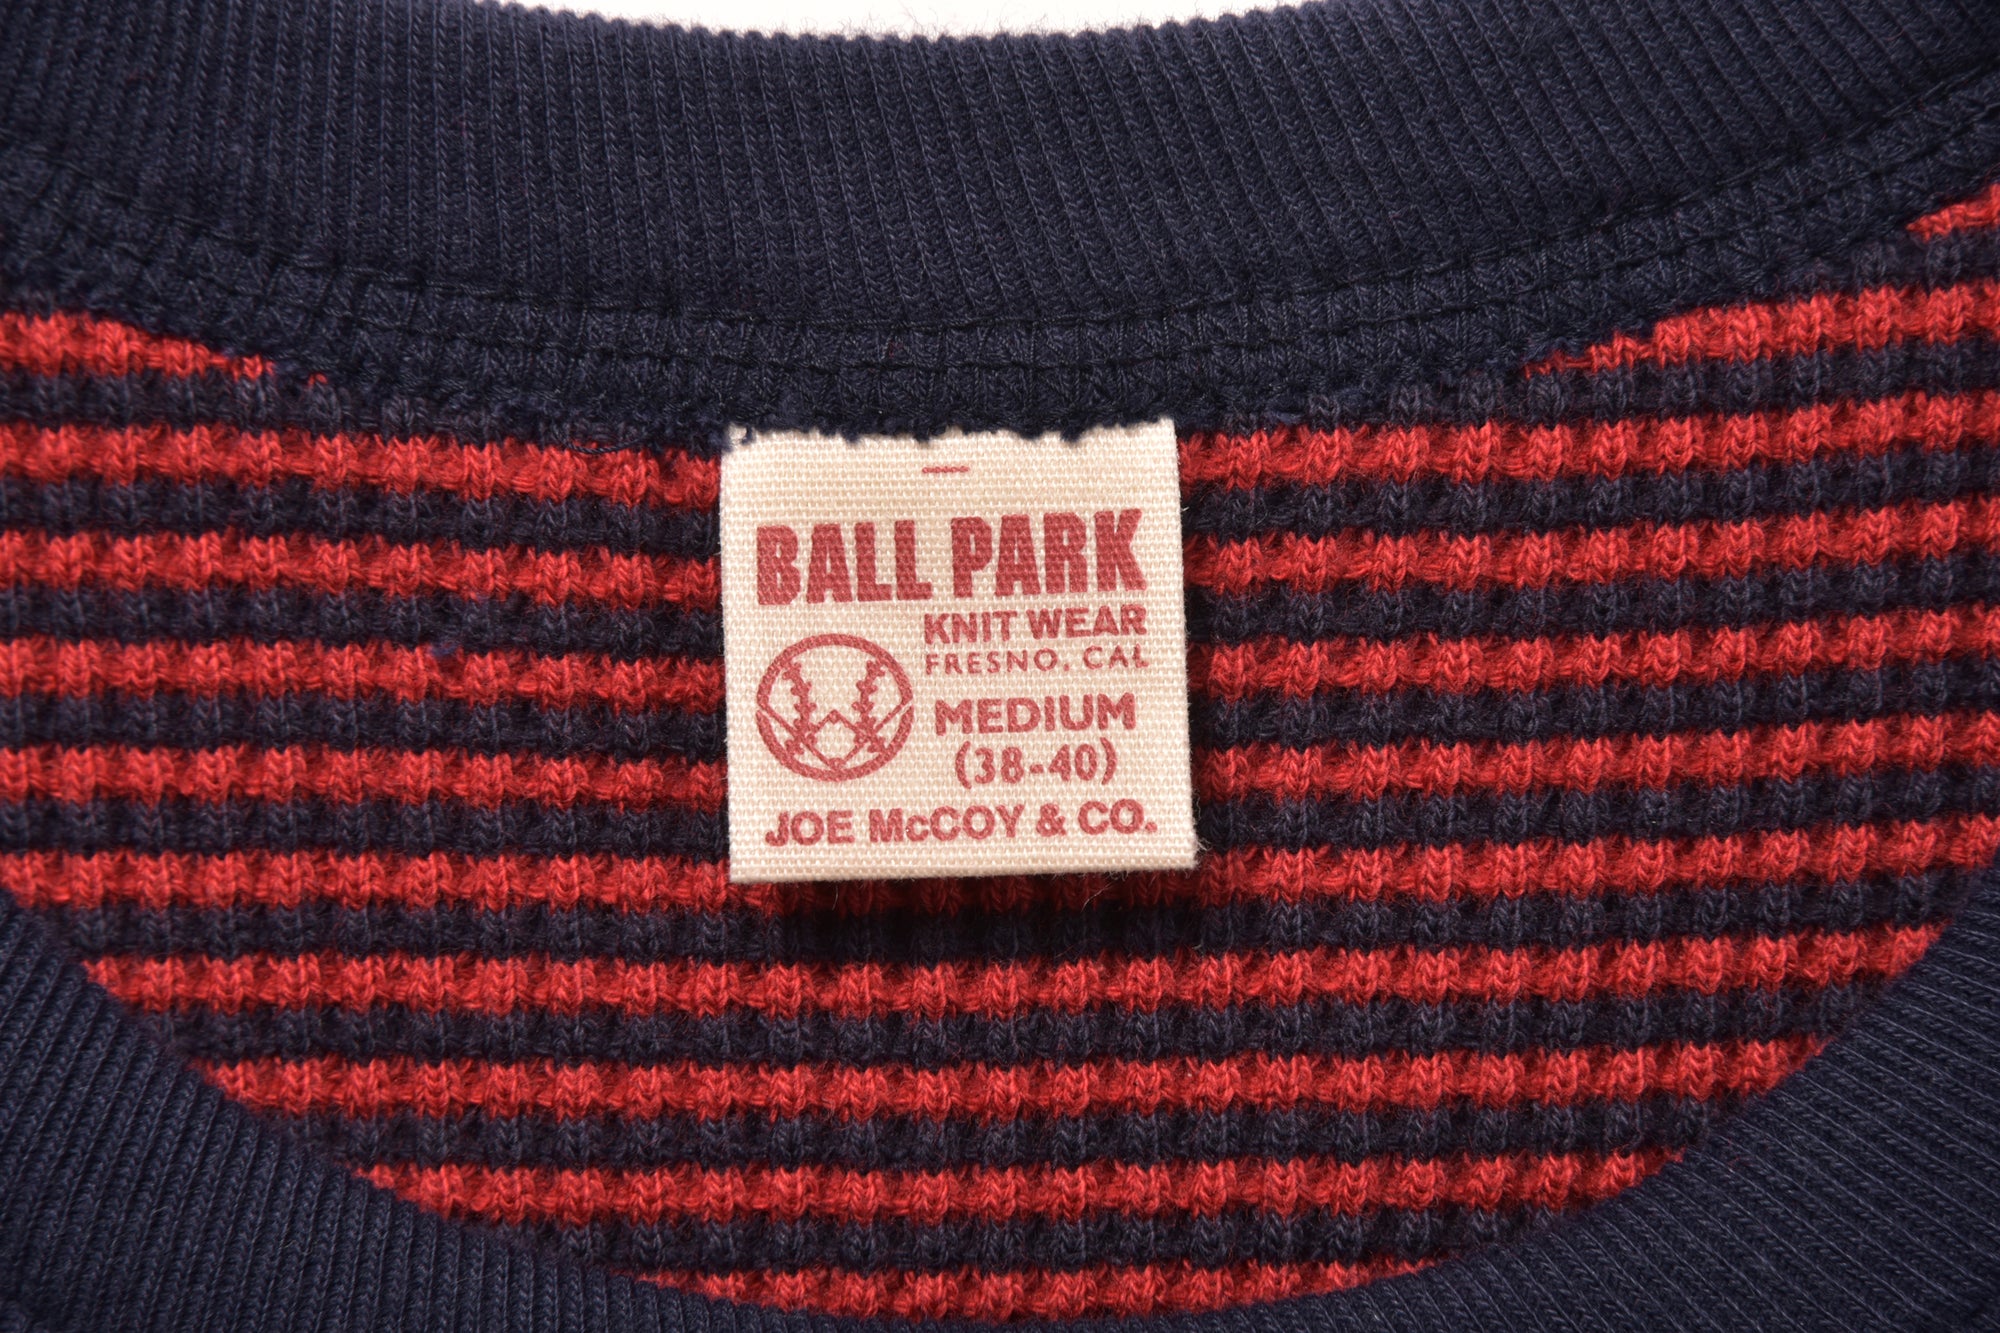 BALL PARK
KNIT WEAR
FRESNO, CAL
MEDIUM
(38-40)
JOE McCOY & CO.